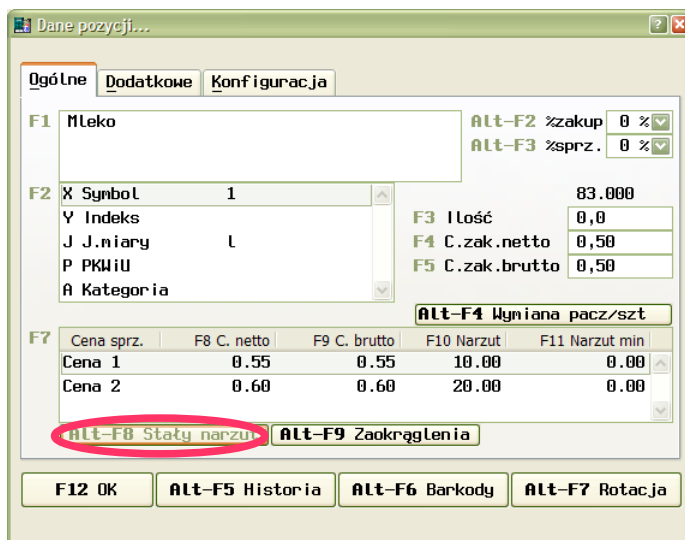 Dane pozycji...
Ogólne Dodatkowe Konfiguracja
F1 Mleko Alt-F2 %zakup 0 %
Alt-F3 %sprz. 0 %
F2 X Symbol 1 83.000
Y Indeks F3 Ilość 0,0
J J.miary l F4 C.zak.netto 0,50
P PKWiU F5 C.zak.brutto 0,50
A Kategoria
Alt-F4 Wymiana pacz/szt
F7 Cena sprz. F8 C. netto F9 C. brutto F10 Narzut F11 Narzut min
Cena 1 0.55 0.55 10.00 0.00
Cena 2 0.60 0.60 20.00 0.00
Alt-F8 Stały narzut Alt-F9 Zaokrąglenia
F12 OK Alt-F5 Historia Alt-F6 Barkody Alt-F7 Rotacja